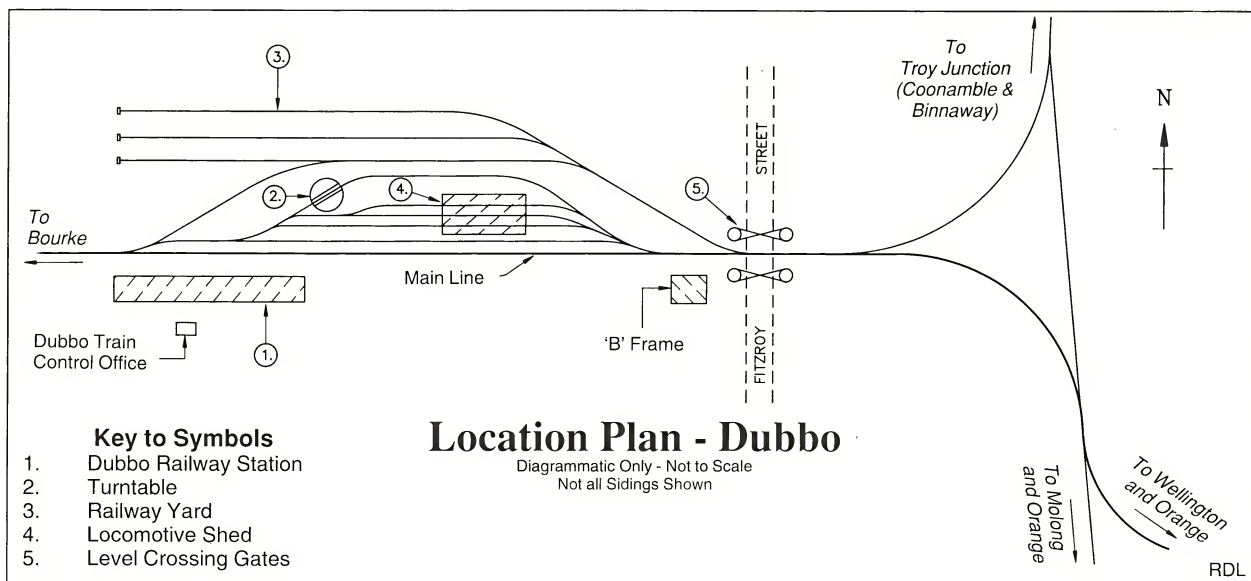 3.
To
Troy Junction
(Coonamble &
Binnaway)
N
STREET
2.
4.
5.
To
Bourke
Main Line
Dubbo Train
Control Office
1.
'B' Frame
FITZROY
Location Plan - Dubbo
Diagrammatic Only - Not to Scale
Not all Sidings Shown
Key to Symbols
1. Dubbo Railway Station
2. Turntable
3. Railway Yard
4. Locomotive Shed
5. Level Crossing Gates
To Molong
and Orange
To Wellington
and Orange
RDL